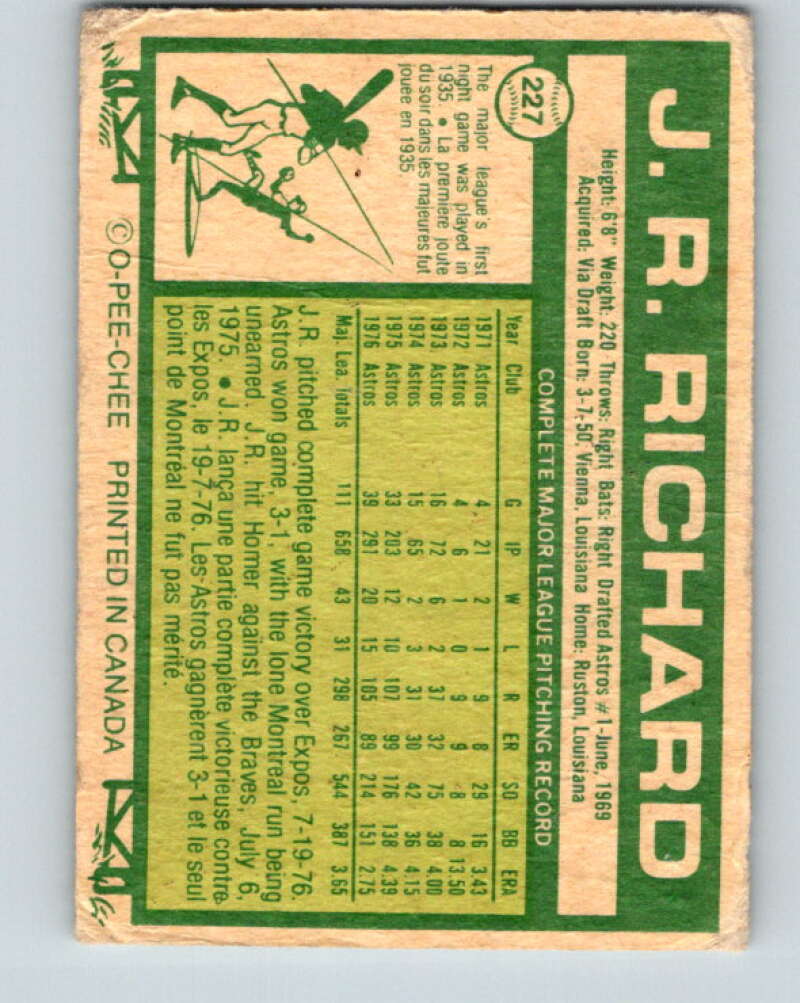 J. R. RICHARD
Height: 6'8" Weight: 220 Throws: Right Bats: Right Drafted Astros #1-June, 1969
Acquired: Via Draft Born: 3-7-50, Vienna, Louisiana Home: Ruston, Louisiana
227
The major league's first
night game was played in
1935. ● La première joute
du soir dans les majeures fut
jouée en 1935.
COMPLETE MAJOR LEAGUE PITCHING RECORD
Year Club G IP W L R ER SO BB ERA
1971 Astros 4 21 2 1 9 8 29 16 3.43
1972 Astros 4 6 1 0 9 9 8 8 13.50
1973 Astros 16 72 6 2 37 32 75 38 4.00
1974 Astros 15 65 2 3 31 30 42 36 4.15
1975 Astros 33 203 12 10 107 99 176 138 4.39
1976 Astros 39 291 20 15 105 89 214 151 2.75
Maj. Lea. Totals 111 658 43 31 298 267 544 387 3.65
J.R. pitched complete game victory over Expos, 7-19-76.
Astros won game, 3-1, with the lone Montreal run being
unearned. J.R. hit Homer against the Braves, July 6,
1975. ● J.R. lança une partie complète victorieuse contre
les Expos, le 19-7-76. Les Astros gagnèrent 3-1 et le seul
point de Montréal ne fut pas mérité.
©O-PEE-CHEE PRINTED IN CANADA